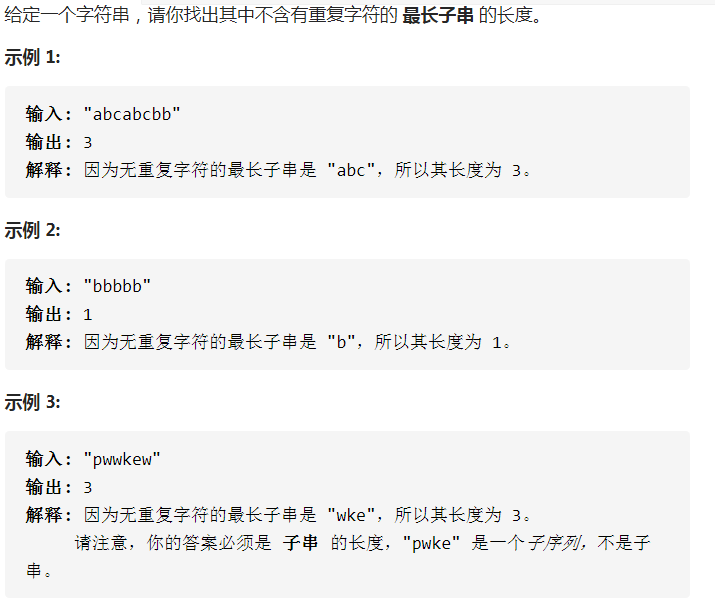 给定一个字符串，请你找出其中不含有重复字符的 最长子串 的长度。
示例 1:
输入: "abcabcbb"
输出: 3
解释: 因为无重复字符的最长子串是 "abc"，所以其长度为 3。
示例 2:
输入: "bbbbb"
输出: 1
解释: 因为无重复字符的最长子串是 "b"，所以其长度为 1。
示例 3:
输入: "pwwkew"
输出: 3
解释: 因为无重复字符的最长子串是 "wke"，所以其长度为 3。
请注意，你的答案必须是 子串 的长度，"pwke" 是一个子序列，不是子
串。